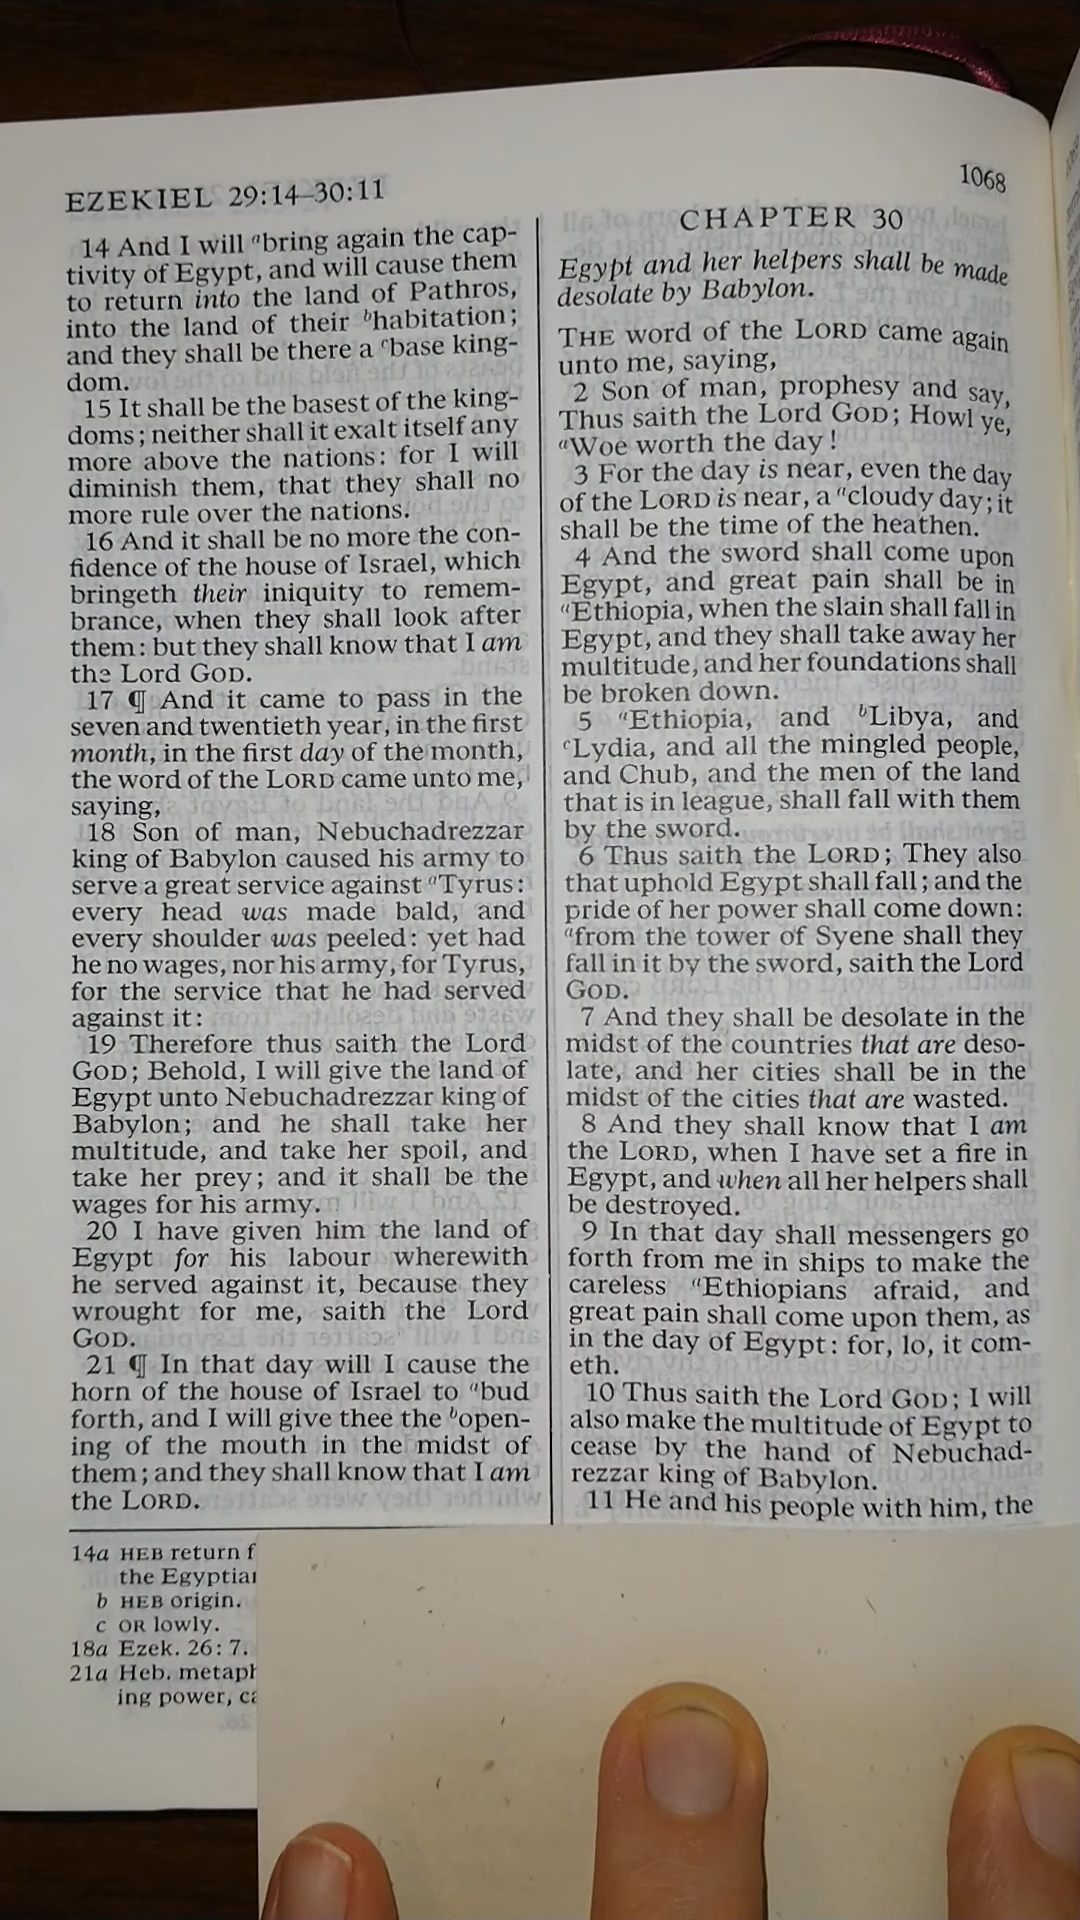 EZEKIEL 29:14–30:11
1068
14 And I will ᵃbring again the cap-
tivity of Egypt, and will cause them
to return into the land of Pathros,
into the land of their ᵇhabitation;
and they shall be there a ᶜbase king-
dom.
15 It shall be the basest of the king-
doms; neither shall it exalt itself any
more above the nations: for I will
diminish them, that they shall no
more rule over the nations.
16 And it shall be no more the con-
fidence of the house of Israel, which
bringeth their iniquity to remem-
brance, when they shall look after
them: but they shall know that I am
the Lord GOD.
17 ¶ And it came to pass in the
seven and twentieth year, in the first
month, in the first day of the month,
the word of the LORD came unto me,
saying,
18 Son of man, Nebuchadrezzar
king of Babylon caused his army to
serve a great service against ᵃTyrus:
every head was made bald, and
every shoulder was peeled: yet had
he no wages, nor his army, for Tyrus,
for the service that he had served
against it:
19 Therefore thus saith the Lord
GOD; Behold, I will give the land of
Egypt unto Nebuchadrezzar king of
Babylon; and he shall take her
multitude, and take her spoil, and
take her prey; and it shall be the
wages for his army.
20 I have given him the land of
Egypt for his labour wherewith
he served against it, because they
wrought for me, saith the Lord
GOD.
21 ¶ In that day will I cause the
horn of the house of Israel to ᵃbud
forth, and I will give thee the ᵇopen-
ing of the mouth in the midst of
them; and they shall know that I am
the LORD.
CHAPTER 30
Egypt and her helpers shall be made
desolate by Babylon.
THE word of the LORD came again
unto me, saying,
2 Son of man, prophesy and say,
Thus saith the Lord GOD; Howl ye,
ᵃWoe worth the day!
3 For the day is near, even the day
of the LORD is near, a ᵃcloudy day; it
shall be the time of the heathen.
4 And the sword shall come upon
Egypt, and great pain shall be in
ᵃEthiopia, when the slain shall fall in
Egypt, and they shall take away her
multitude, and her foundations shall
be broken down.
5 ᵃEthiopia, and ᵇLibya, and
ᶜLydia, and all the mingled people,
and Chub, and the men of the land
that is in league, shall fall with them
by the sword.
6 Thus saith the LORD; They also
that uphold Egypt shall fall; and the
pride of her power shall come down:
ᵃfrom the tower of Syene shall they
fall in it by the sword, saith the Lord
GOD.
7 And they shall be desolate in the
midst of the countries that are deso-
late, and her cities shall be in the
midst of the cities that are wasted.
8 And they shall know that I am
the LORD, when I have set a fire in
Egypt, and when all her helpers shall
be destroyed.
9 In that day shall messengers go
forth from me in ships to make the
careless ᵃEthiopians afraid, and
great pain shall come upon them, as
in the day of Egypt: for, lo, it com-
eth.
10 Thus saith the Lord GOD; I will
also make the multitude of Egypt to
cease by the hand of Nebuchad-
rezzar king of Babylon.
11 He and his people with him, the
14a HEB return f
the Egyptia
b HEB origin.
c OR lowly.
18a Ezek. 26: 7.
21a Heb. metaph
ing power, ca